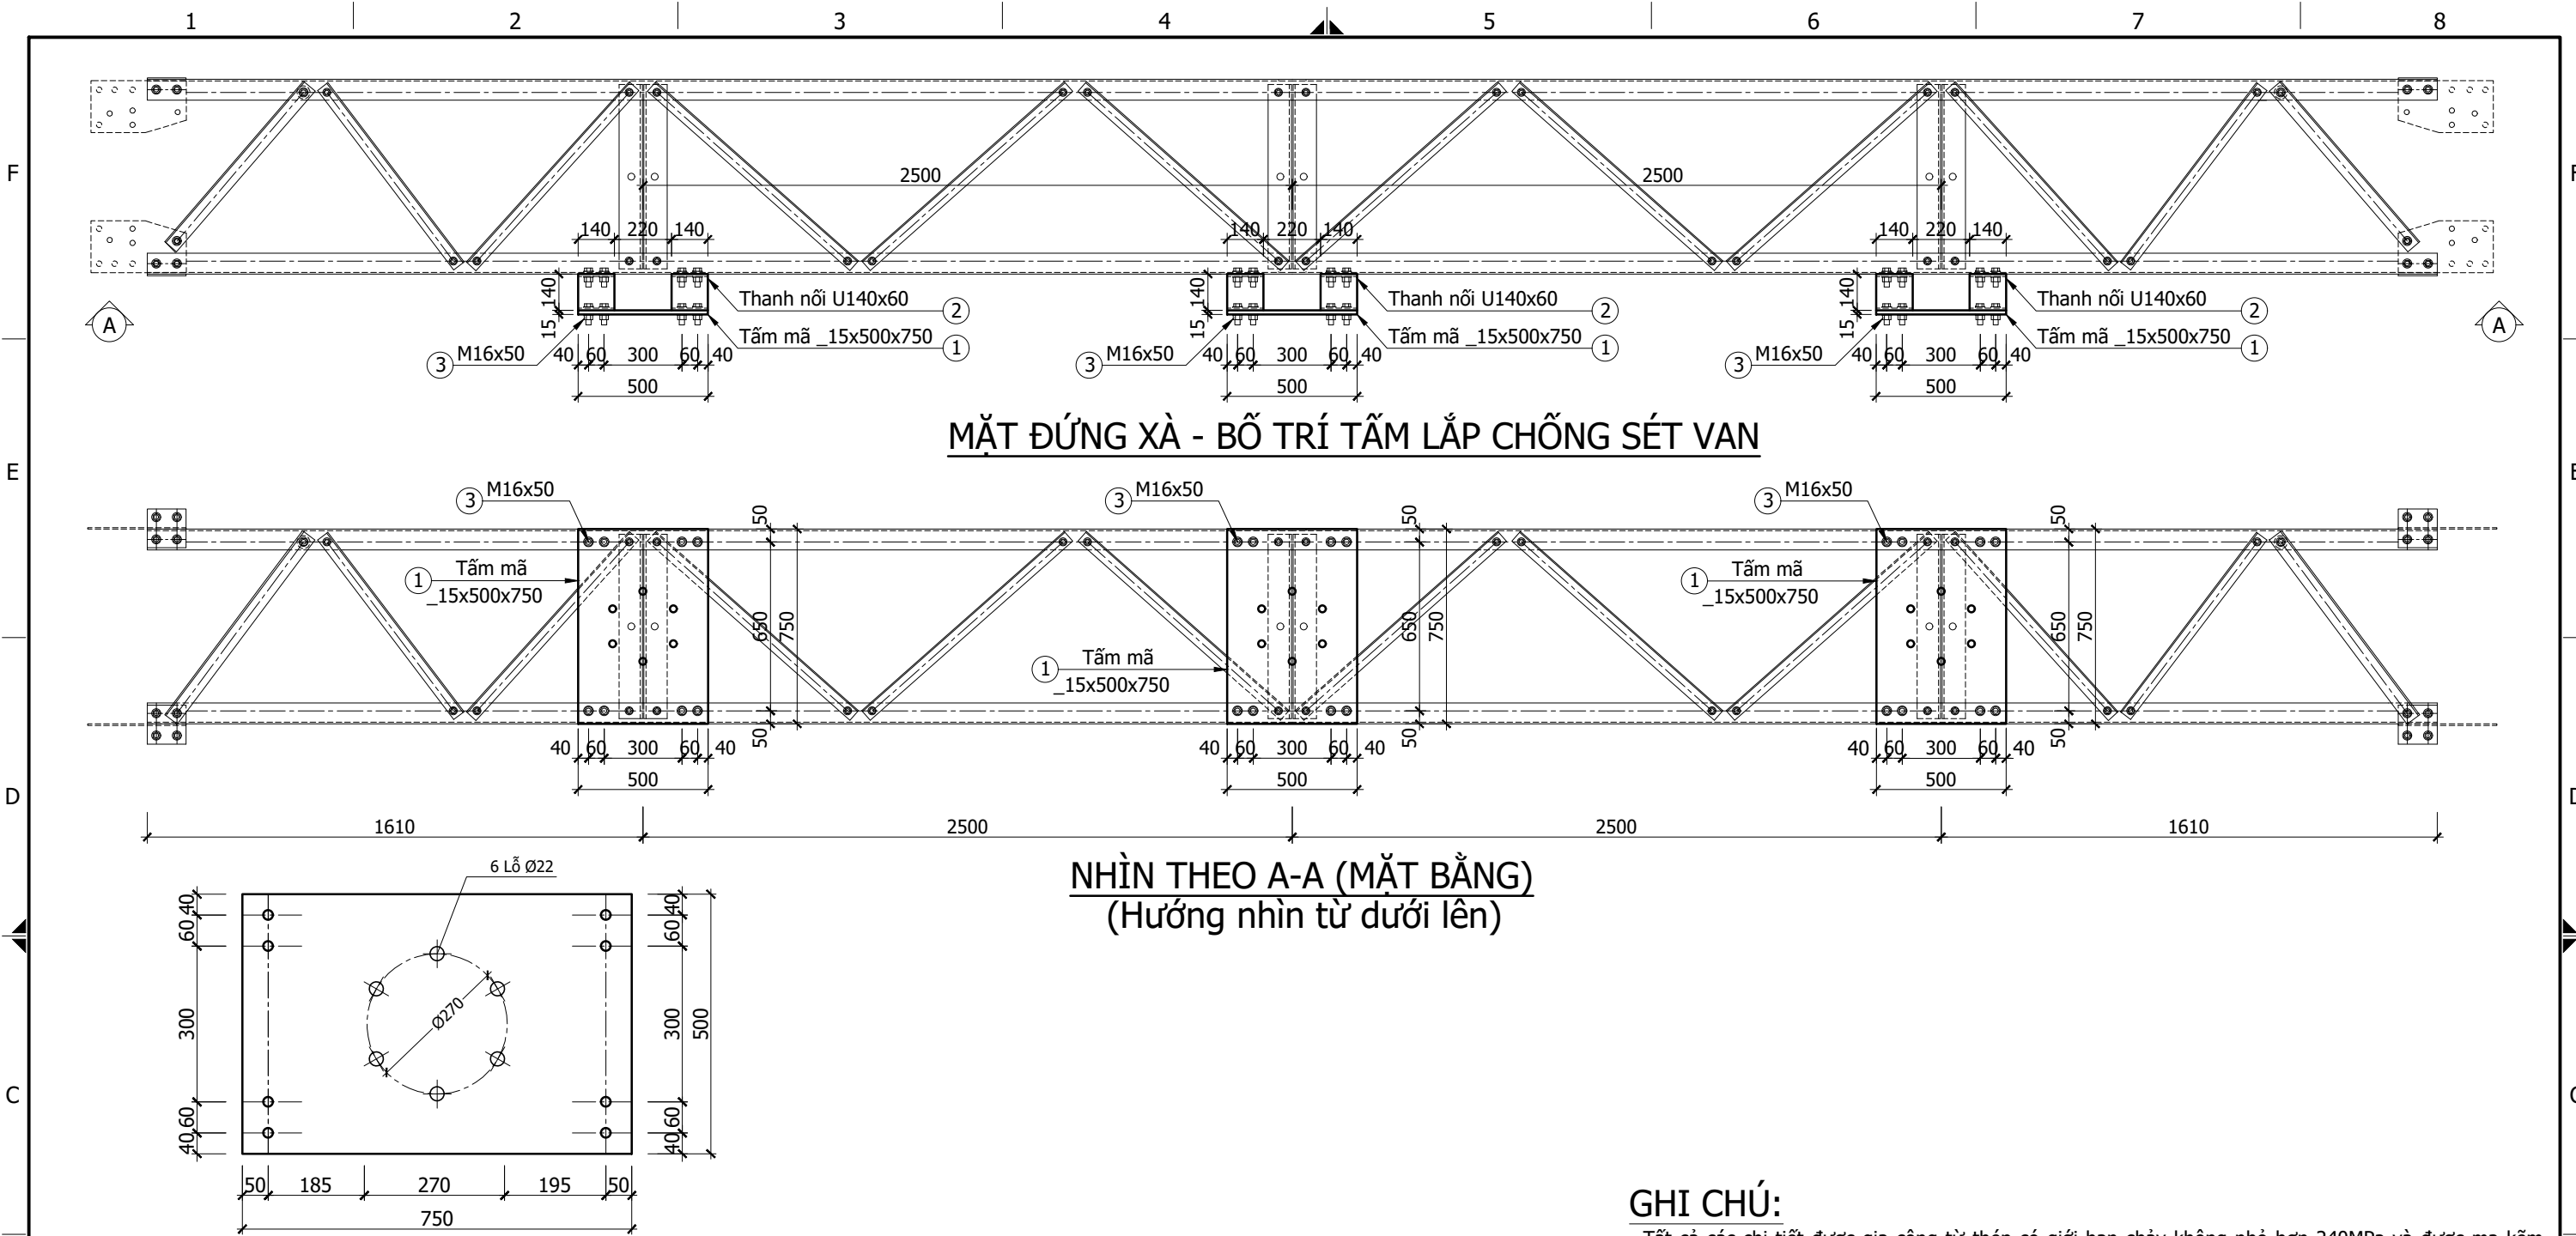 1 2 3 4 5 6 7 8
F
2500 2500
140 220 140 140 220 140 140 220 140
140 15 140 15 140 15
Thanh nối U140x60 2 Thanh nối U140x60 2 Thanh nối U140x60 2
Tấm mã _15x500x750 1 Tấm mã _15x500x750 1 Tấm mã _15x500x750 1
A A
3 M16x50 3 M16x50 3 M16x50
40 60 300 60 40 40 60 300 60 40 40 60 300 60 40
500 500 500
MẶT ĐỨNG XÀ - BỐ TRÍ TẤM LẮP CHỐNG SÉT VAN
E
3 M16x50 3 M16x50 3 M16x50
50 50 50
1 Tấm mã
_15x500x750
1 Tấm mã
_15x500x750
1 Tấm mã
_15x500x750
650 750 650 750 650 750
50 50 50
40 60 300 60 40 40 60 300 60 40 40 60 300 60 40
500 500 500
D
1610 2500 2500 1610
NHÌN THEO A-A (MẶT BẰNG)
(Hướng nhìn từ dưới lên)
6 Lỗ Ø22
40 60 300 60 40
Ø270
40 60 300 60 40
500
C
50 185 270 195 50
750
GHI CHÚ: